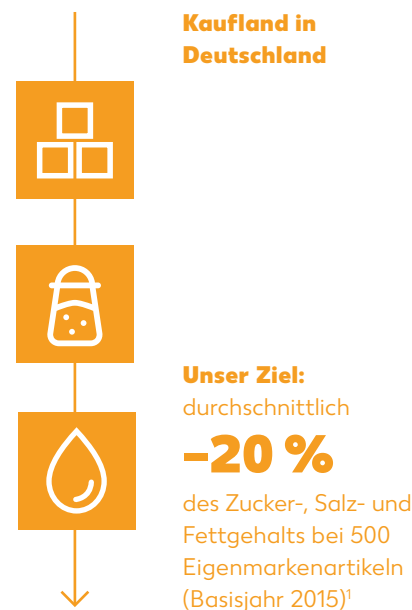 Kaufland in
Deutschland
Unser Ziel:
durchschnittlich
–20 %
des Zucker-, Salz- und
Fettgehalts bei 500
Eigenmarkenartikeln
(Basisjahr 2015)¹